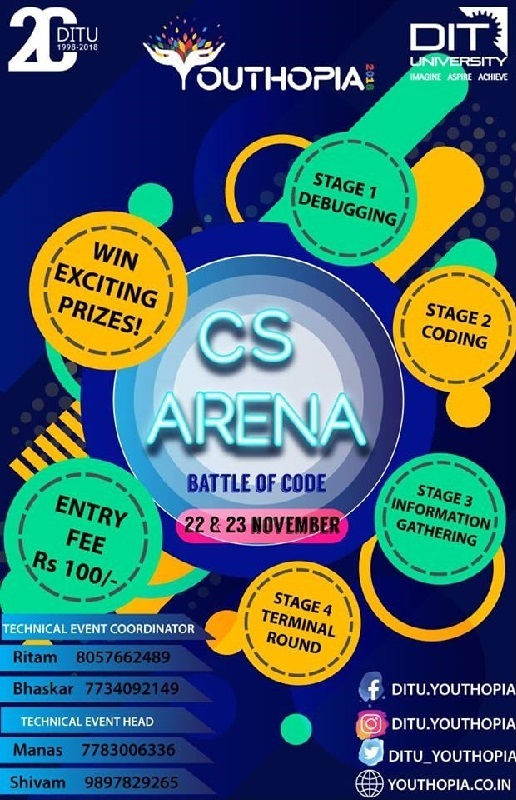 20 DITU
1998-2018
YOUTHOPIA 2018
DIT
UNIVERSITY
IMAGINE ASPIRE ACHIEVE
STAGE 1
DEBUGGING
WIN
EXCITING
PRIZES!
STAGE 2
CODING
CS
ARENA
BATTLE OF CODE
22 & 23 NOVEMBER
STAGE 3
INFORMATION
GATHERING
ENTRY
FEE
Rs 100/-
STAGE 4
TERMINAL
ROUND
TECHNICAL EVENT COORDINATOR
Ritam 8057662489
Bhaskar 7734092149
TECHNICAL EVENT HEAD
Manas 7783006336
Shivam 9897829265
DITU.YOUTHOPIA
DITU.YOUTHOPIA
DITU_YOUTHOPIA
YOUTHOPIA.CO.IN